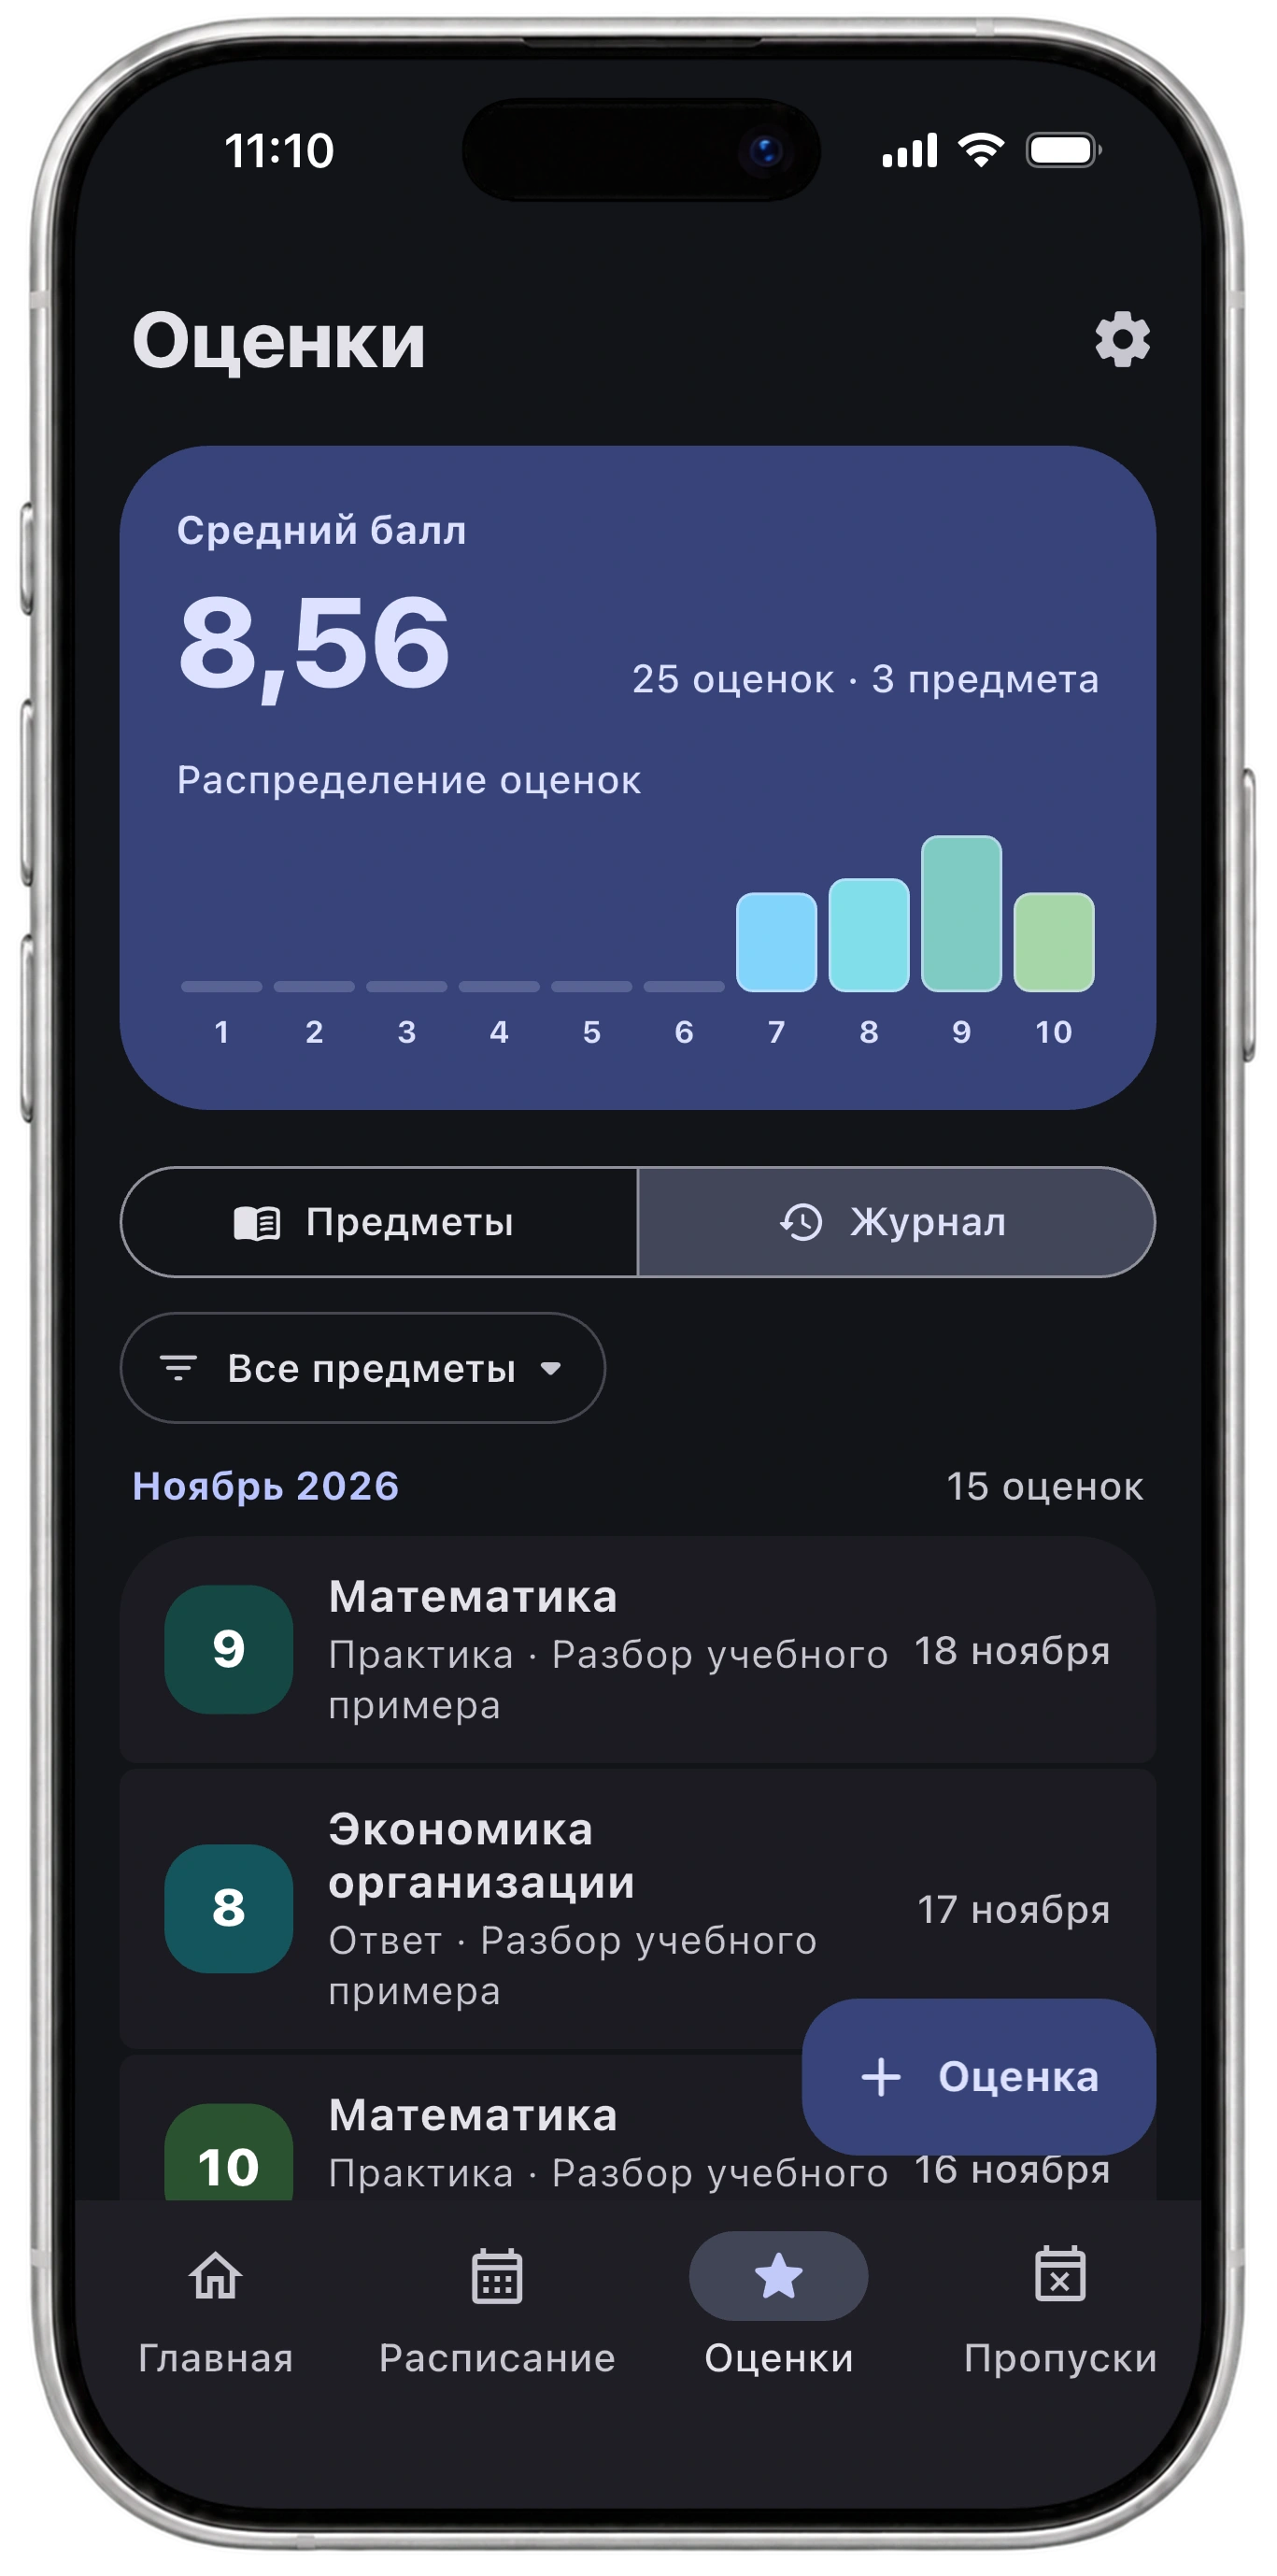 11:10
Оценки
Средний балл
8,56
25 оценок · 3 предмета
Распределение оценок
1 2 3 4 5 6 7 8 9 10
Предметы
Журнал
Все предметы
Ноябрь 2026
15 оценок
9
Математика
Практика · Разбор учебного
примера
18 ноября
8
Экономика
организации
Ответ · Разбор учебного
примера
17 ноября
Оценка
10
Математика
Практика · Разбор учебного
16 ноября
Главная
Расписание
Оценки
Пропуски